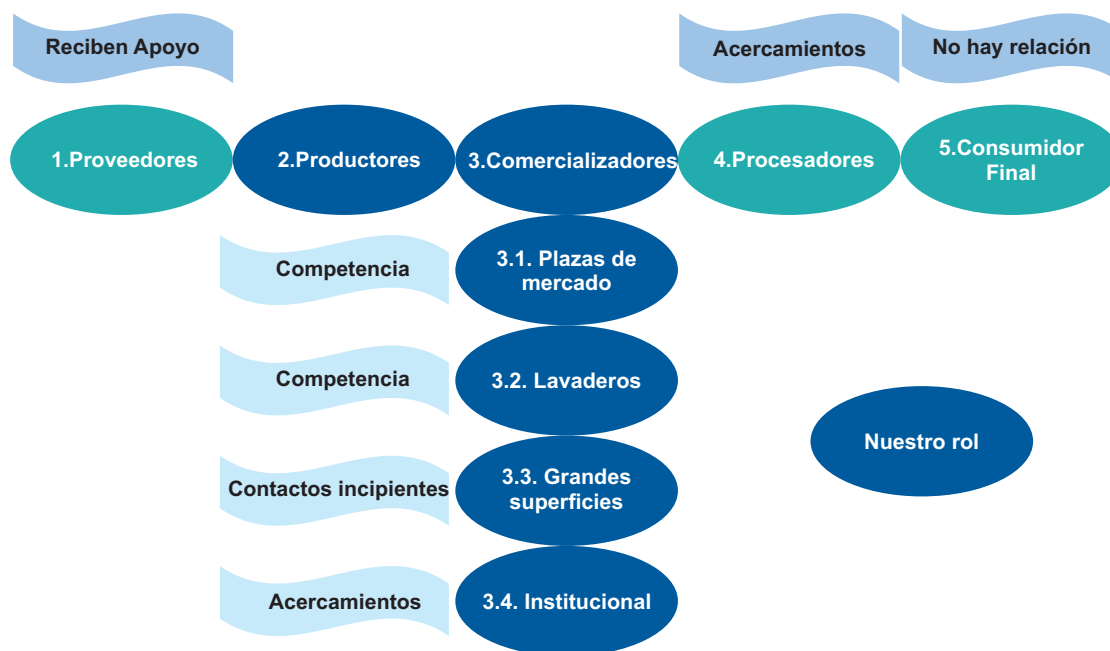 Reciben Apoyo
Acercamientos
No hay relación
1.Proveedores
2.Productores
3.Comercializadores
4.Procesadores
5.Consumidor
Final
Competencia
3.1. Plazas de
mercado
Competencia
3.2. Lavaderos
Nuestro rol
Contactos incipientes
3.3. Grandes
superficies
Acercamientos
3.4. Institucional